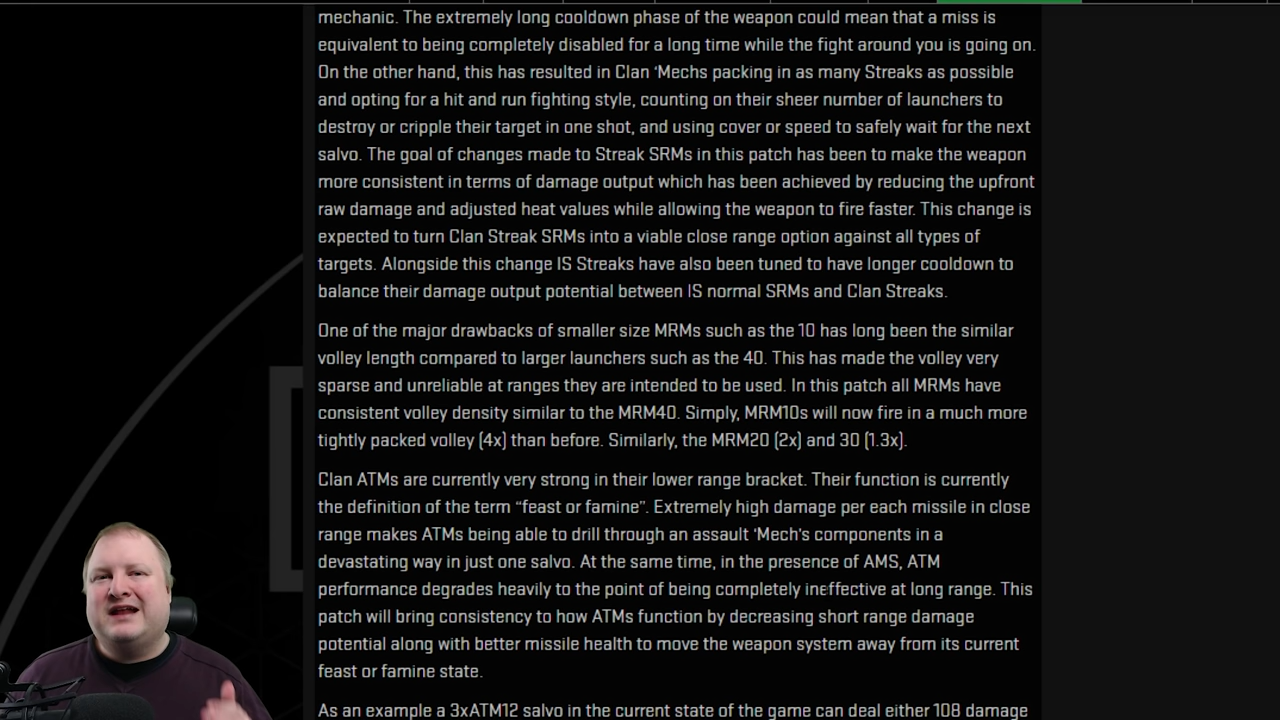 mechanic. The extremely long cooldown phase of the weapon could mean that a miss is
equivalent to being completely disabled for a long time while the fight around you is going on.
On the other hand, this has resulted in Clan 'Mechs packing in as many Streaks as possible
and opting for a hit and run fighting style, counting on their sheer number of launchers to
destroy or cripple their target in one shot, and using cover or speed to safely wait for the next
salvo. The goal of changes made to Streak SRMs in this patch has been to make the weapon
more consistent in terms of damage output which has been achieved by reducing the upfront
raw damage and adjusted heat values while allowing the weapon to fire faster. This change is
expected to turn Clan Streak SRMs into a viable close range option against all types of
targets. Alongside this change IS Streaks have also been tuned to have longer cooldown to
balance their damage output potential between IS normal SRMs and Clan Streaks.
One of the major drawbacks of smaller size MRMs such as the 10 has long been the similar
volley length compared to larger launchers such as the 40. This has made the volley very
sparse and unreliable at ranges they are intended to be used. In this patch all MRMs have
consistent volley density similar to the MRM40. Simply, MRM10s will now fire in a much more
tightly packed volley (4x) than before. Similarly, the MRM20 (2x) and 30 (1.3x).
Clan ATMs are currently very strong in their lower range bracket. Their function is currently
the definition of the term “feast or famine”. Extremely high damage per each missile in close
range makes ATMs being able to drill through an assault 'Mech's components in a
devastating way in just one salvo. At the same time, in the presence of AMS, ATM
performance degrades heavily to the point of being completely ineffective at long range. This
patch will bring consistency to how ATMs function by decreasing short range damage
potential along with better missile health to move the weapon system away from its current
feast or famine state.
As an example a 3xATM12 salvo in the current state of the game can deal either 108 damage